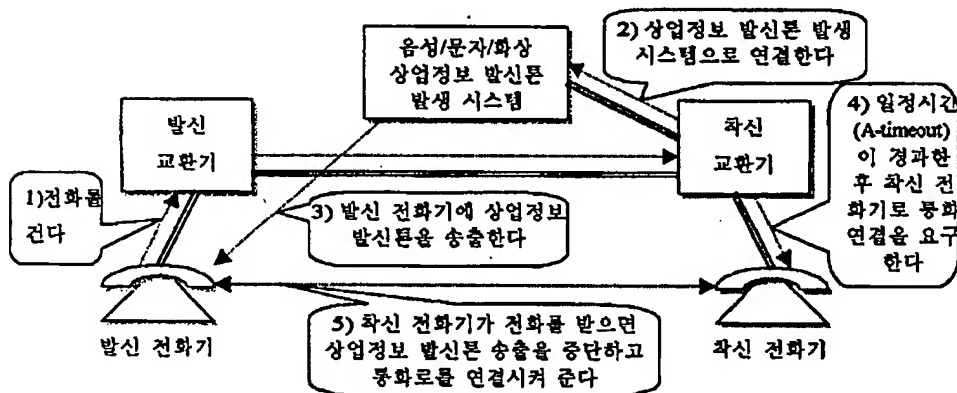 음성/문자/화상
상업정보 발신톤
발생 시스템
2) 상업정보 발신톤 발생
시스템으로 연결한다
발신
교환기
착신
교환기
4) 일정시간
(A-timeout)
이 경과한
후 착신 전
화기로 통화
연결을 요구
한다
1)전화를
건다
3) 발신 전화기에 상업정보
발신톤을 송출한다
5) 착신 전화기가 전화를 받으면
상업정보 발신톤 송출을 중단하고
통화로를 연결시켜 준다
발신 전화기
착신 전화기